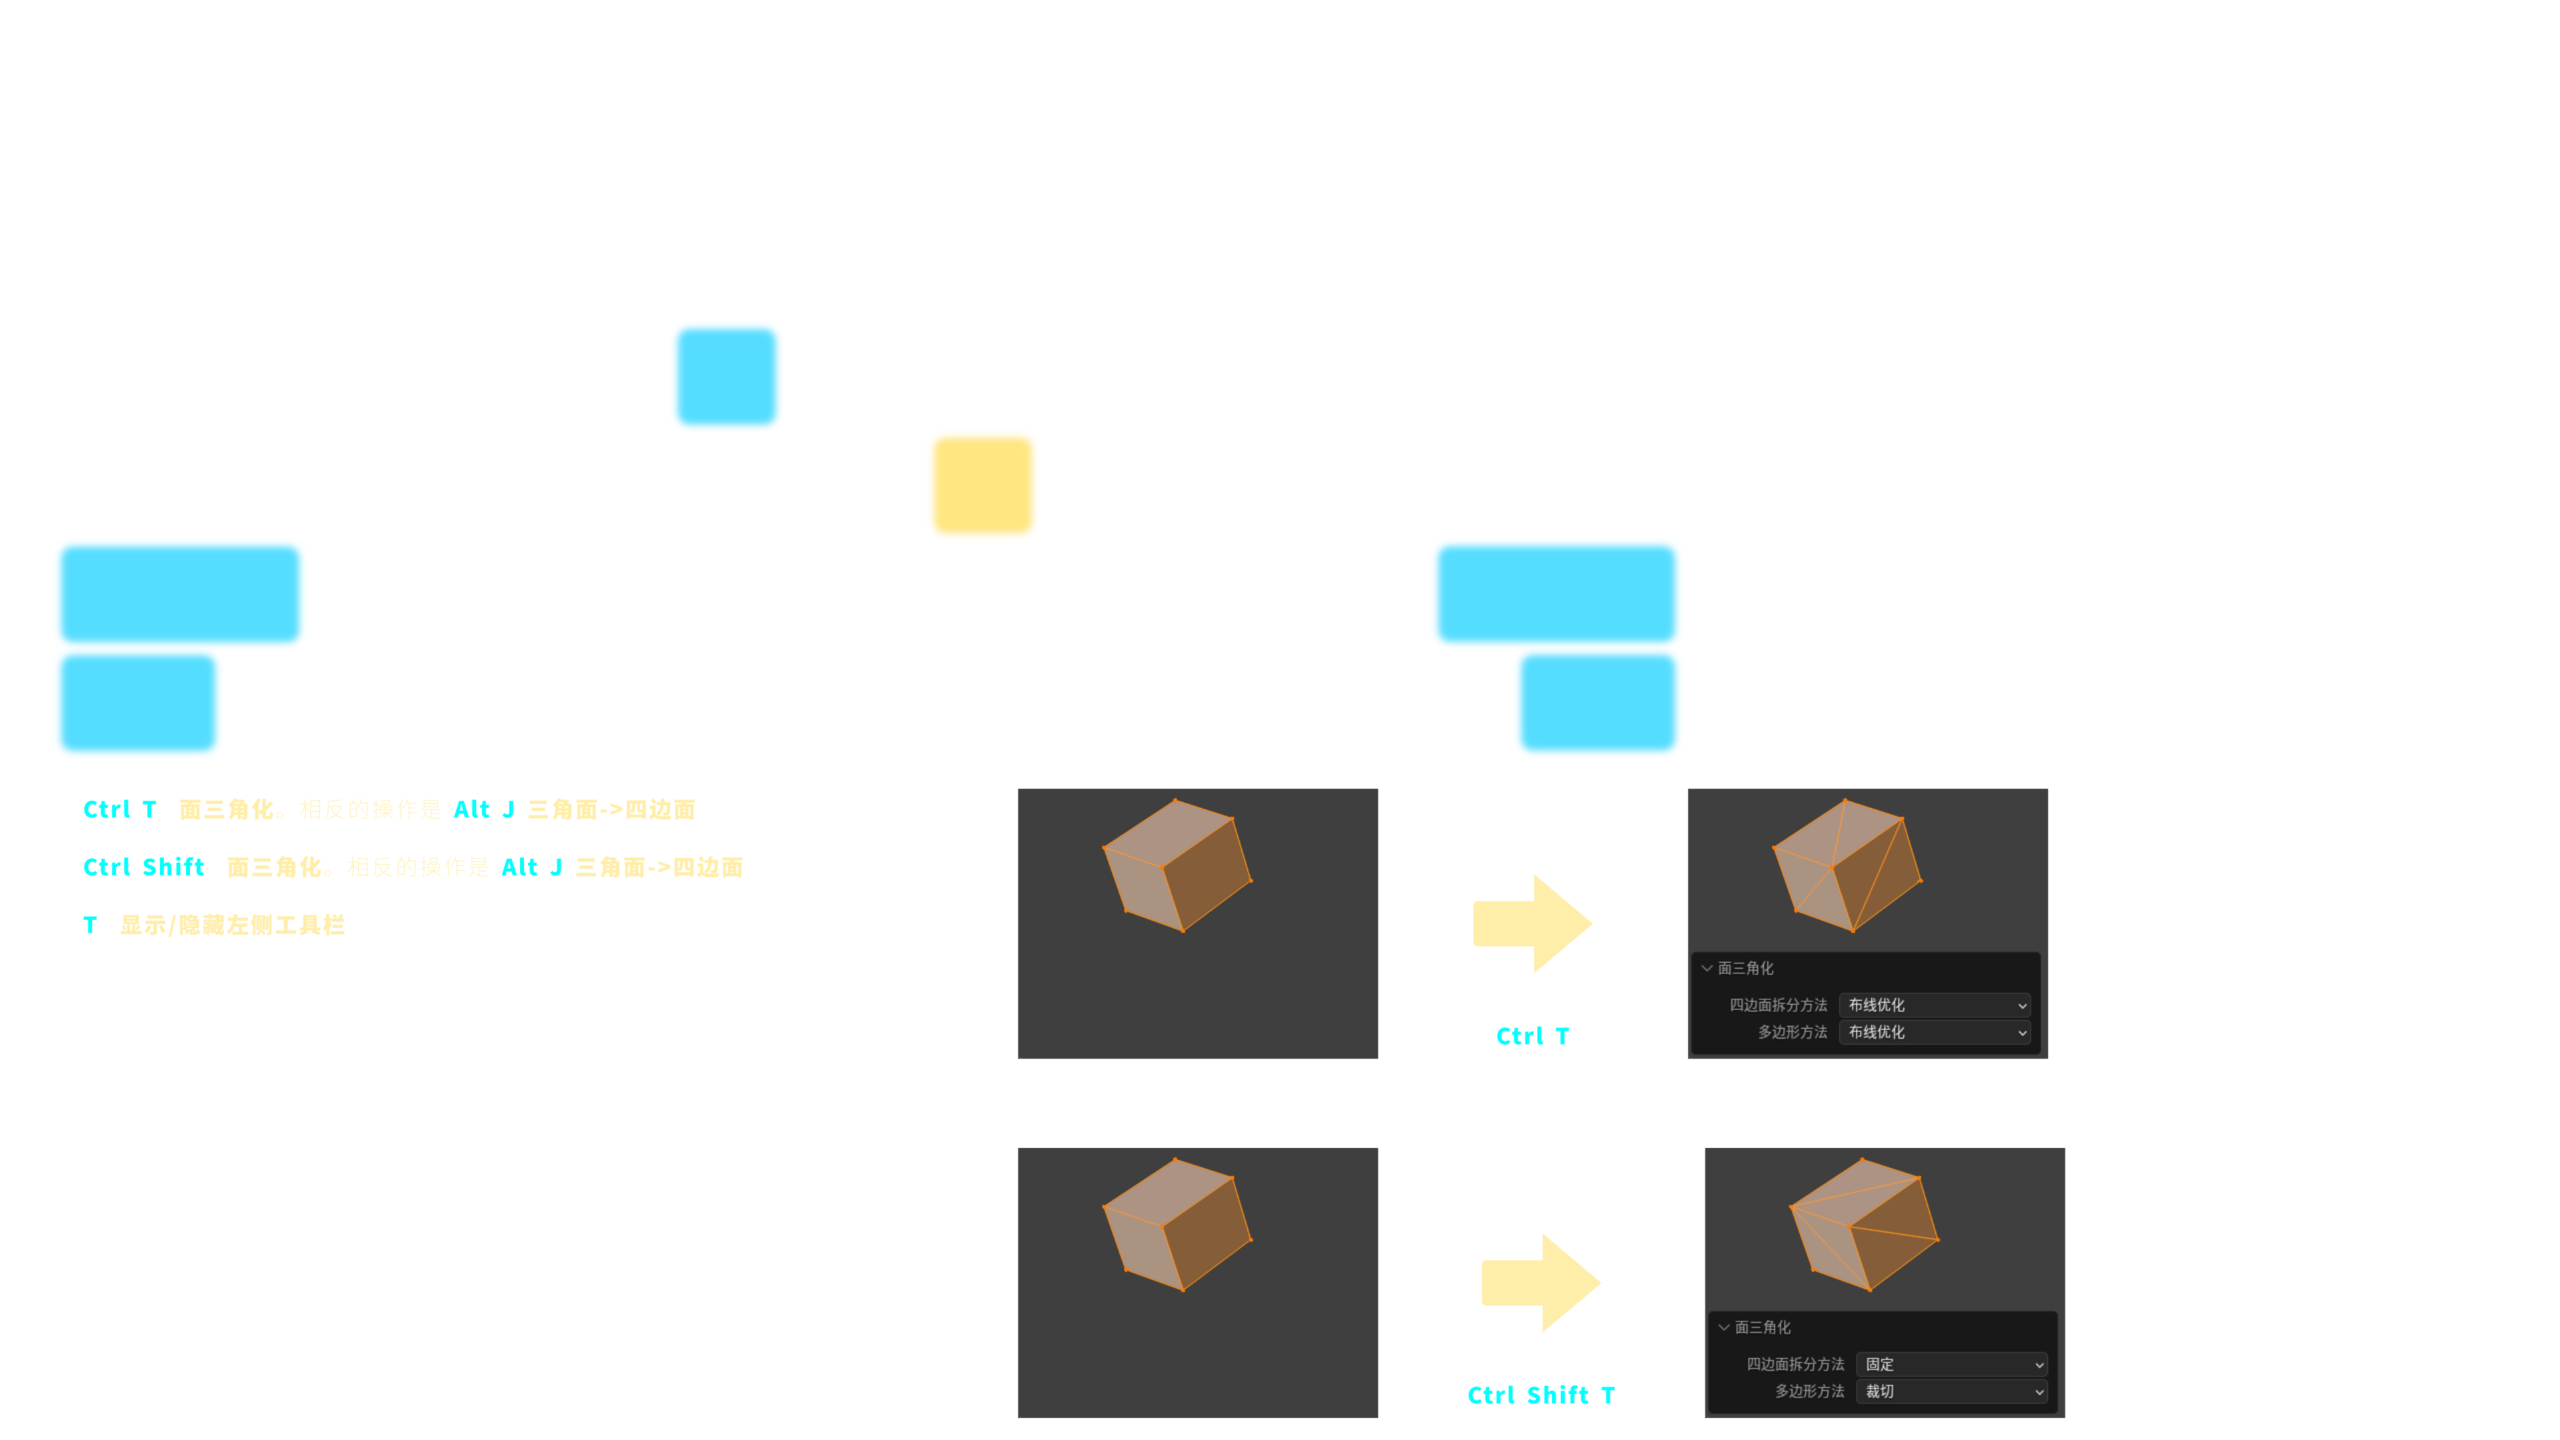 Ctrl T 面三角化。相反的操作是 Alt J 三角面->四边面
Ctrl Shift 面三角化。相反的操作是 Alt J 三角面->四边面
T 显示/隐藏左侧工具栏
Ctrl T
面三角化
四边面拆分方法 布线优化
多边形方法 布线优化
Ctrl Shift T
面三角化
四边面拆分方法 固定
多边形方法 裁切